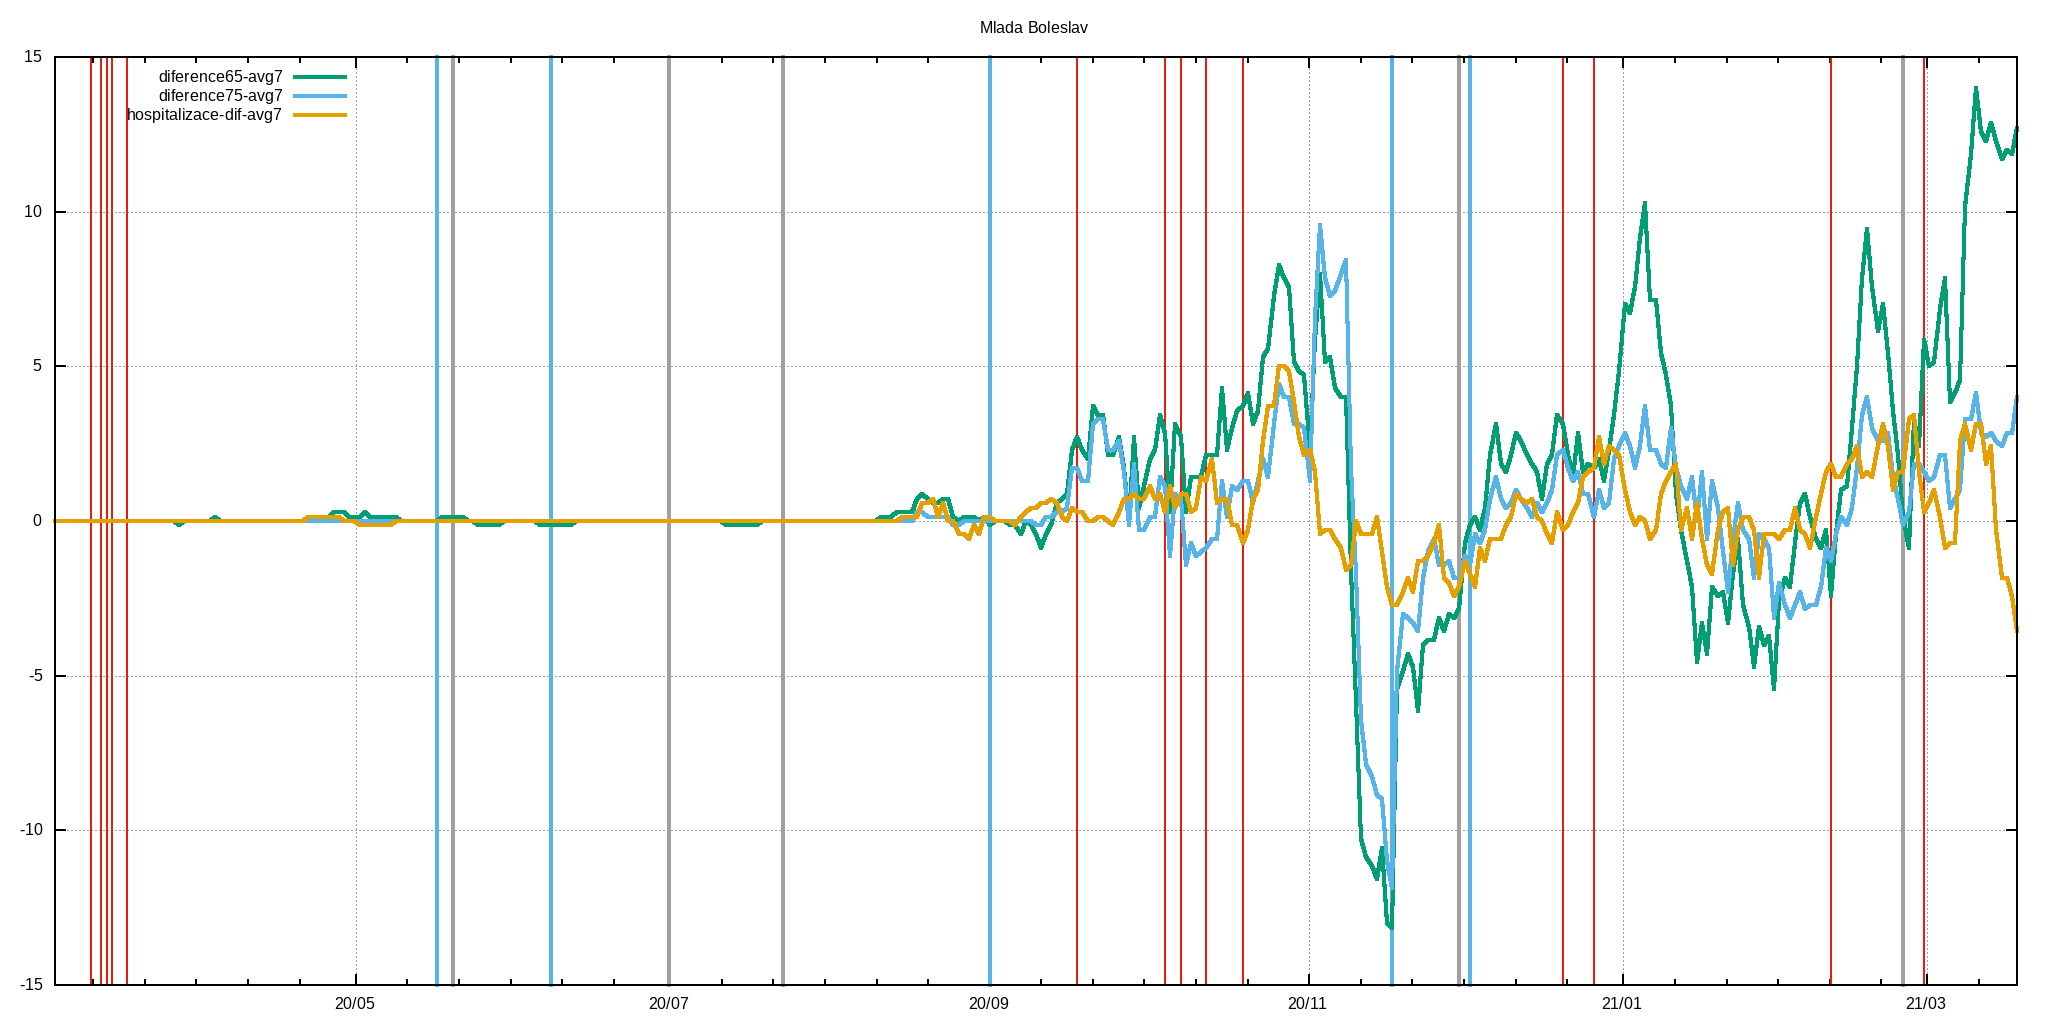 Mlada Boleslav
15
diference65-avg7
diference75-avg7
hospitalizace-dif-avg7
10
5
0
-5
-10
-15
20/05 20/07 20/09 20/11 21/01 21/03